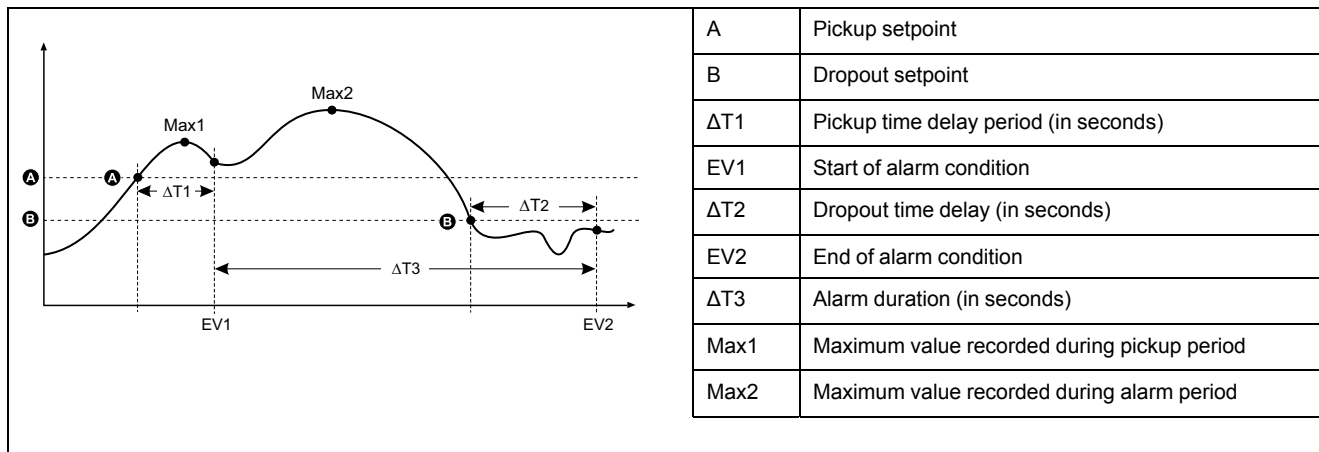 Max2
Max1
A
A
ΔT1
B
B
ΔT2
ΔT3
EV1
EV2
A Pickup setpoint
B Dropout setpoint
ΔT1 Pickup time delay period (in seconds)
EV1 Start of alarm condition
ΔT2 Dropout time delay (in seconds)
EV2 End of alarm condition
ΔT3 Alarm duration (in seconds)
Max1 Maximum value recorded during pickup period
Max2 Maximum value recorded during alarm period